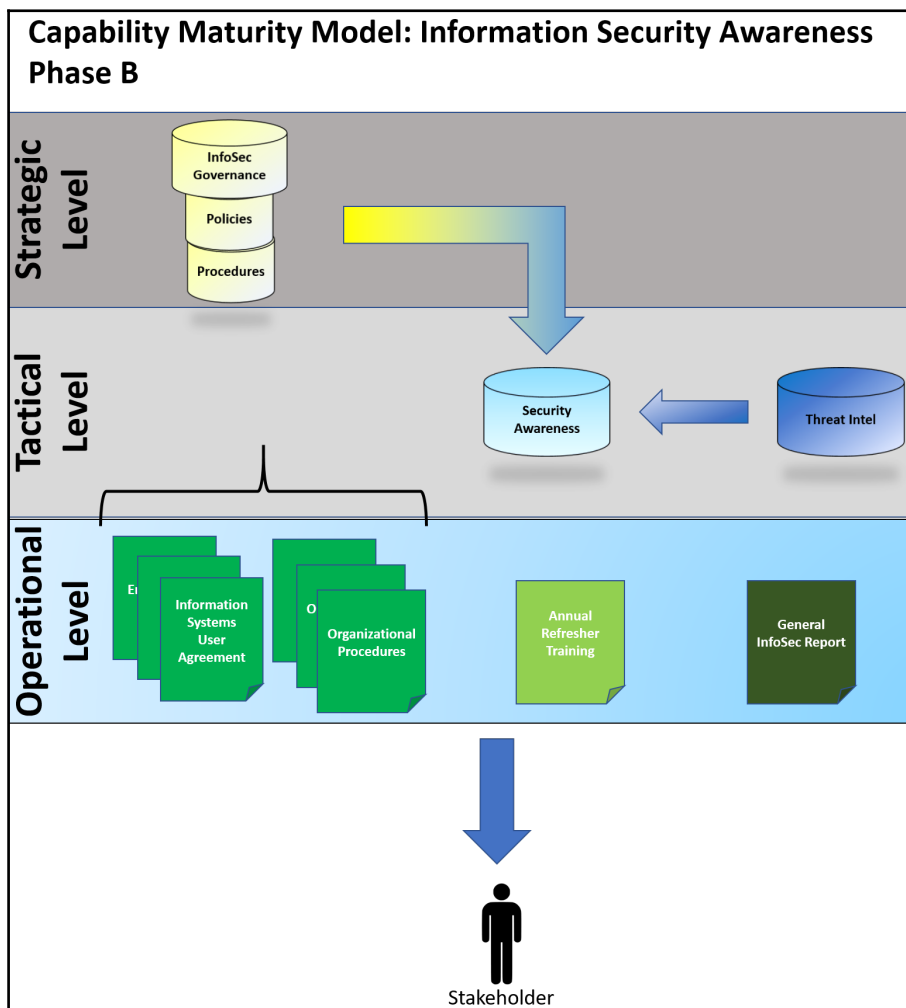 Capability Maturity Model: Information Security Awareness
Phase B
Strategic
Level
InfoSec
Governance
Policies
Procedures
Tactical
Level
Security
Awareness
Threat Intel
Operational
Level
Information
Systems
User
Agreement
Organizational
Procedures
Annual
Refresher
Training
General
InfoSec Report
Stakeholder